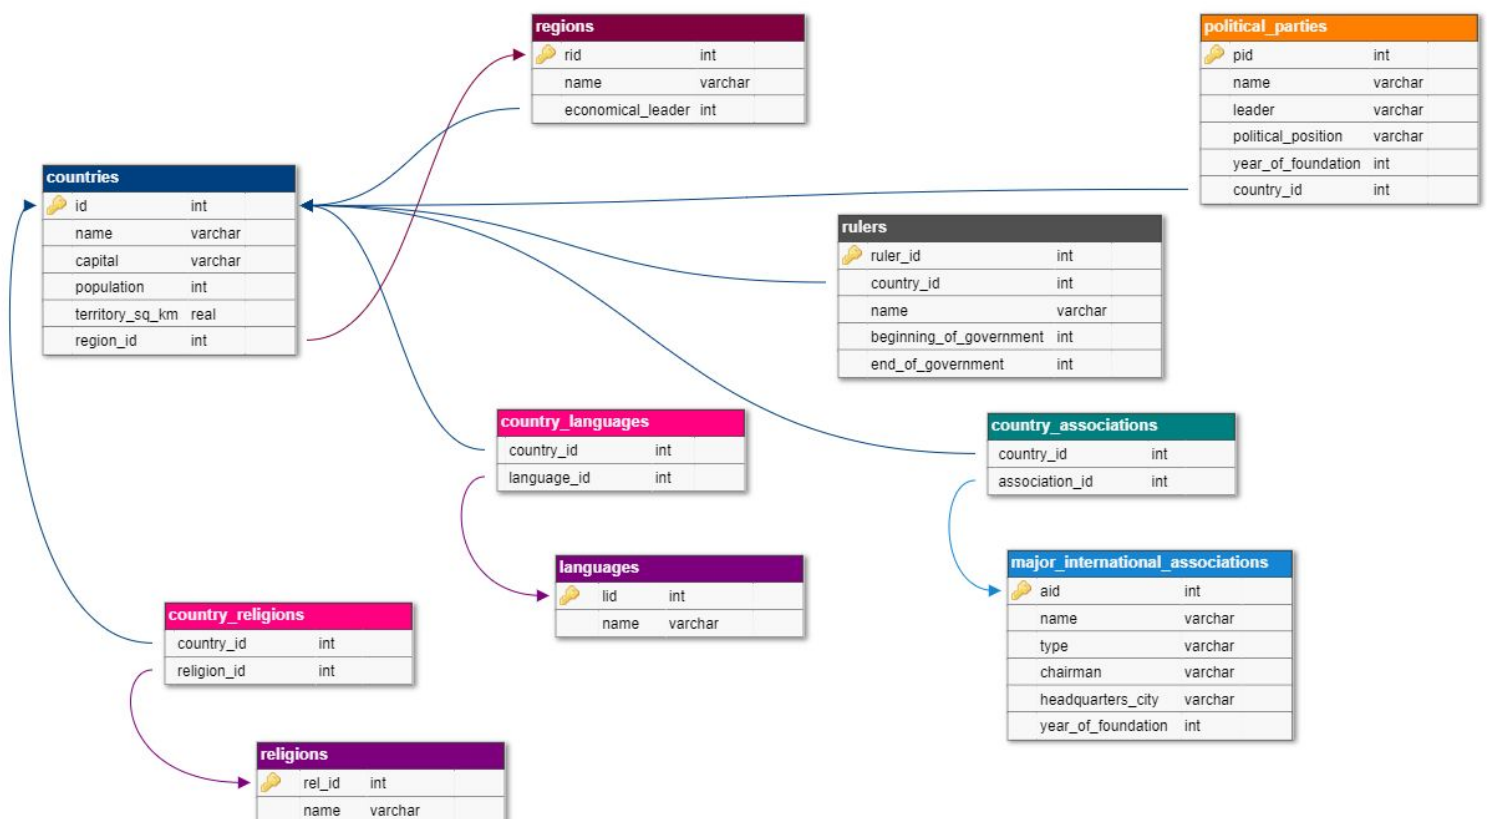 regions
rid int
name varchar
economical_leader int
political_parties
pid int
name varchar
leader varchar
political_position varchar
year_of_foundation int
country_id int
countries
id int
name varchar
capital varchar
population int
territory_sq_km real
region_id int
rulers
ruler_id int
country_id int
name varchar
beginning_of_government int
end_of_government int
country_languages
country_id int
language_id int
country_associations
country_id int
association_id int
languages
lid int
name varchar
major_international_associations
aid int
name varchar
type varchar
chairman varchar
headquarters_city varchar
year_of_foundation int
country_religions
country_id int
religion_id int
religions
rel_id int
name varchar